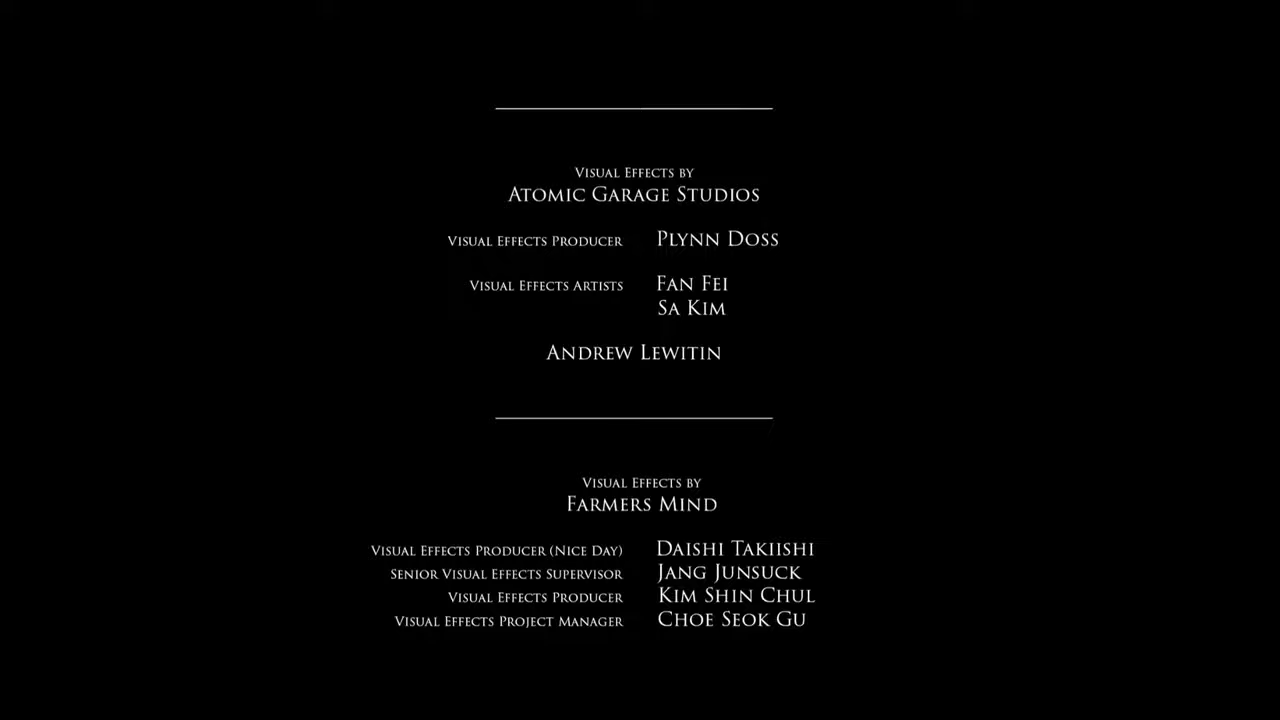 Visual Effects by
Atomic Garage Studios
Visual Effects Producer Plynn Doss
Visual Effects Artists Fan Fei
Sa Kim
Andrew Lewitin
Visual Effects by
Farmers Mind
Visual Effects Producer (Nice Day) Daishi Takiishi
Senior Visual Effects Supervisor Jang Junsuck
Visual Effects Producer Kim Shin Chul
Visual Effects Project Manager Choe Seok Gu